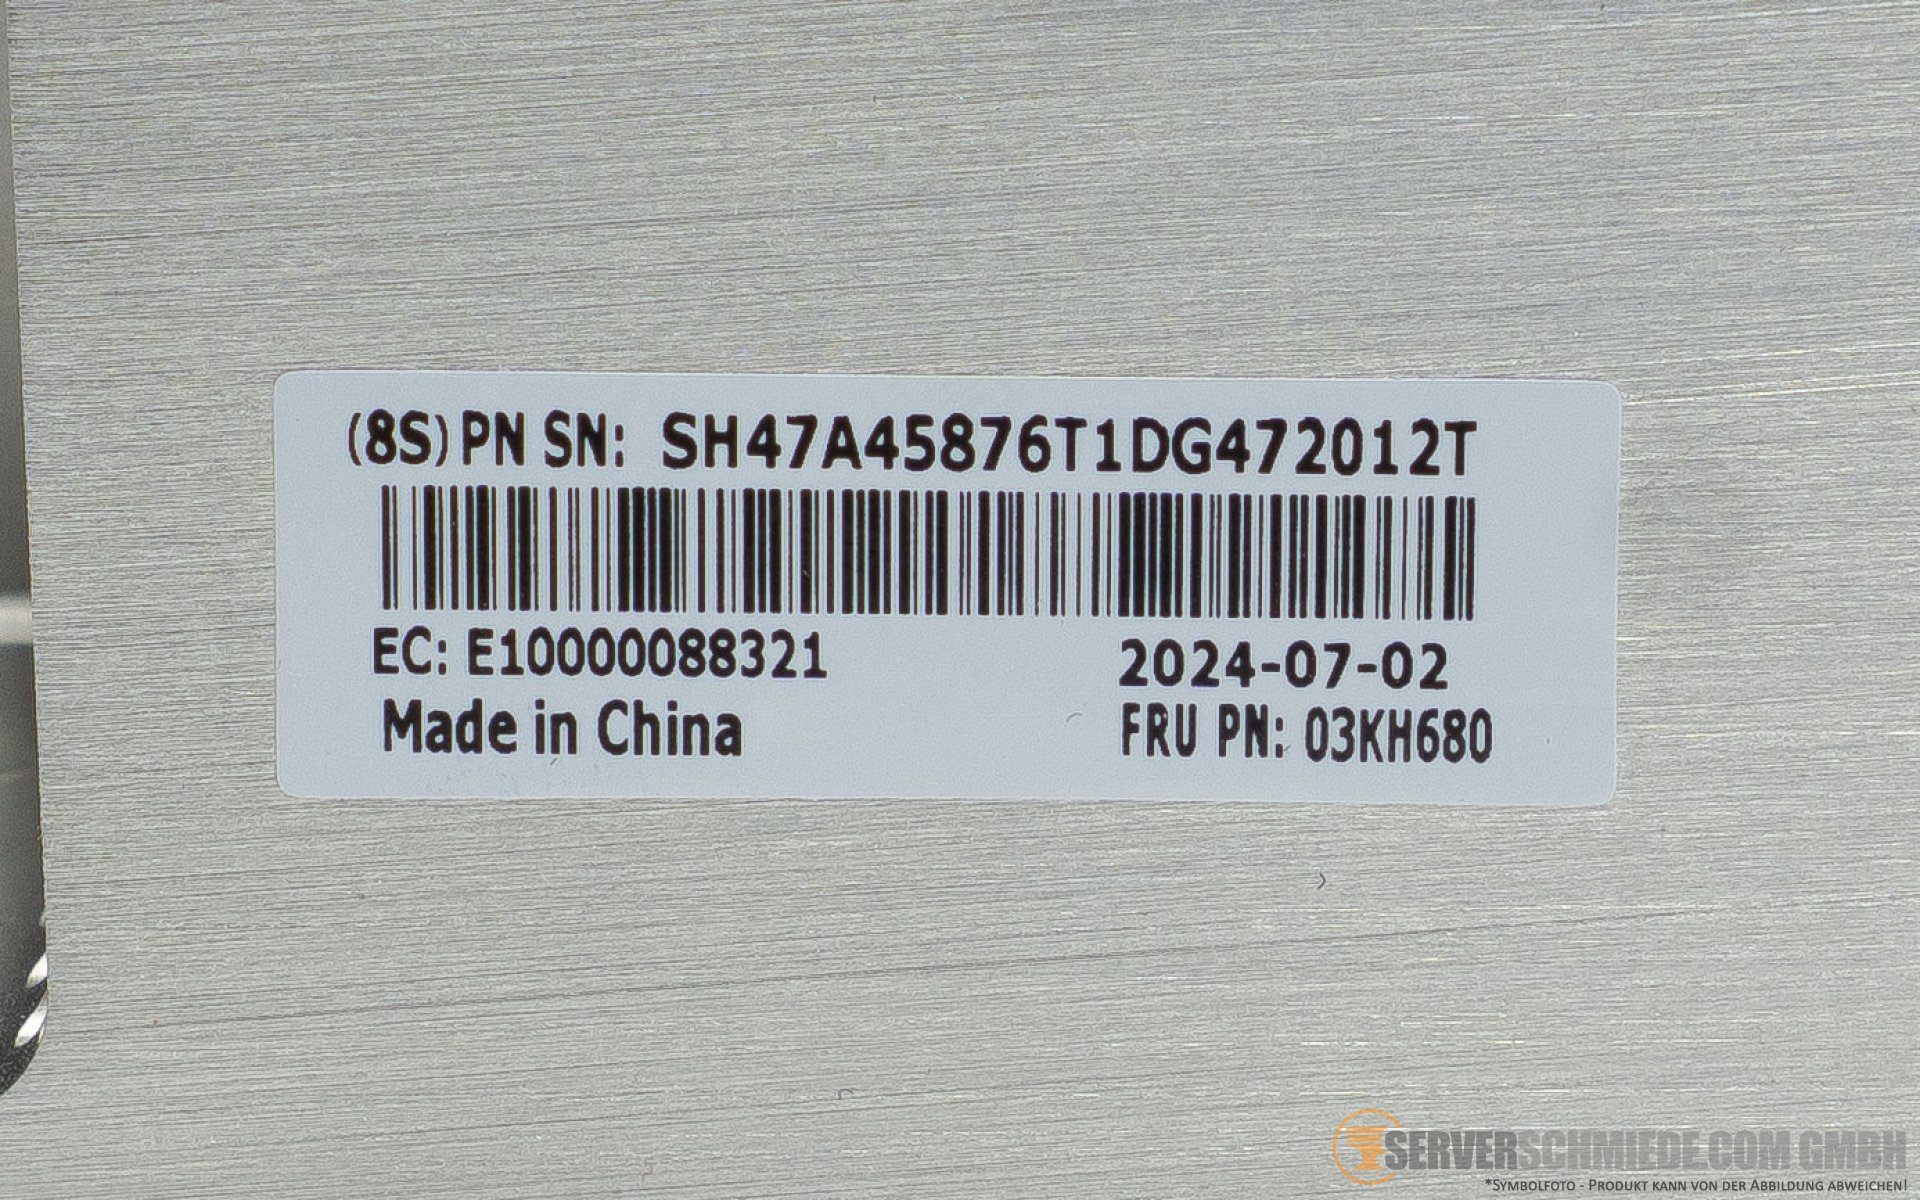 (8S) PN SN: SH47A45876T1DG472012T
EC: E10000088321
2024-07-02
Made in China
FRU PN: 03KH680
SERVERSCHMIEDE.COM GMBH
*Symbolfoto - Produkt kann von der Abbildung abweichen!